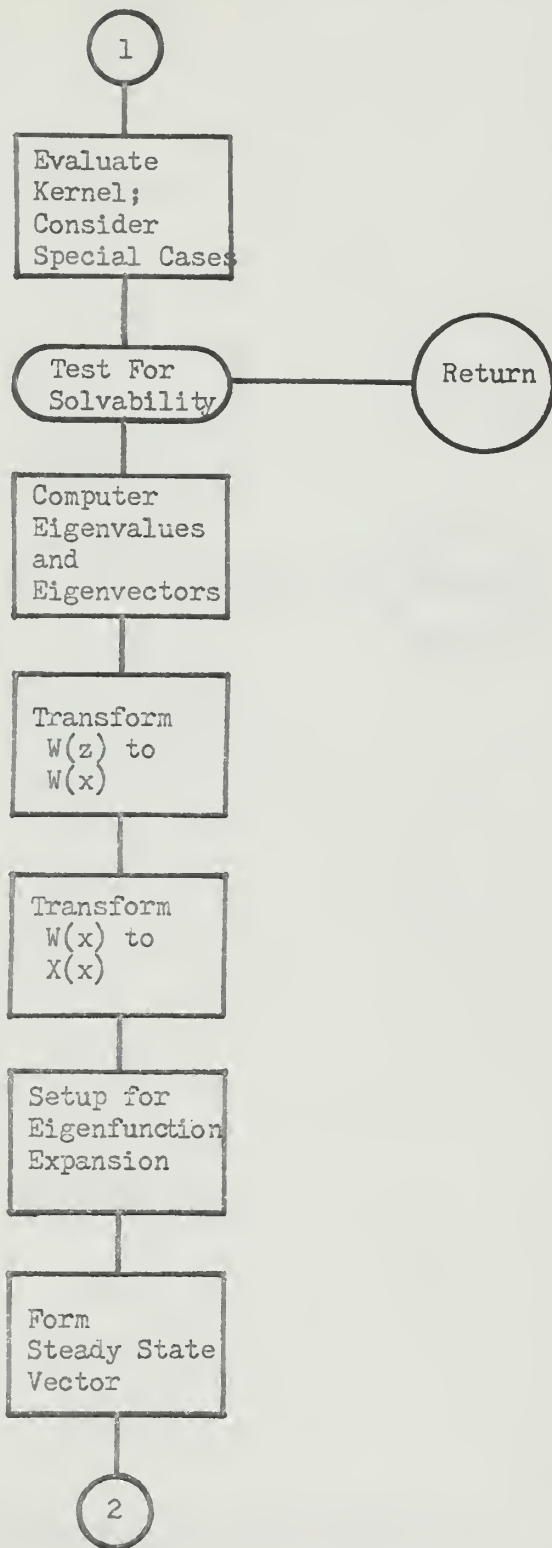 1
Evaluate
Kernel;
Consider
Special Cases
Test For
Solvability
Return
Computer
Eigenvalues
and
Eigenvectors
Transform
W(z) to
W(x)
Transform
W(x) to
X(x)
Setup for
Eigenfunction
Expansion
Form
Steady State
Vector
2